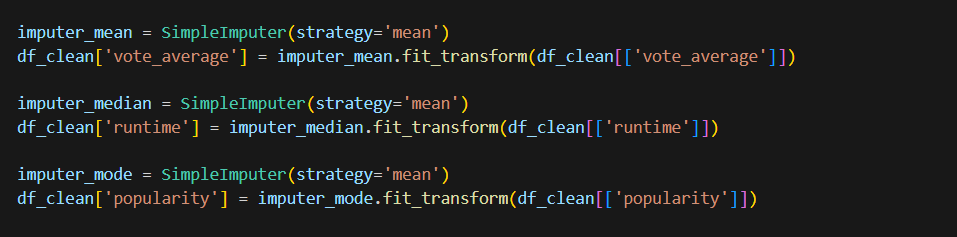 imputer_mean = SimpleImputer(strategy='mean')
df_clean['vote_average'] = imputer_mean.fit_transform(df_clean[['vote_average']])
imputer_median = SimpleImputer(strategy='mean')
df_clean['runtime'] = imputer_median.fit_transform(df_clean[['runtime']])
imputer_mode = SimpleImputer(strategy='mean')
df_clean['popularity'] = imputer_mode.fit_transform(df_clean[['popularity']])